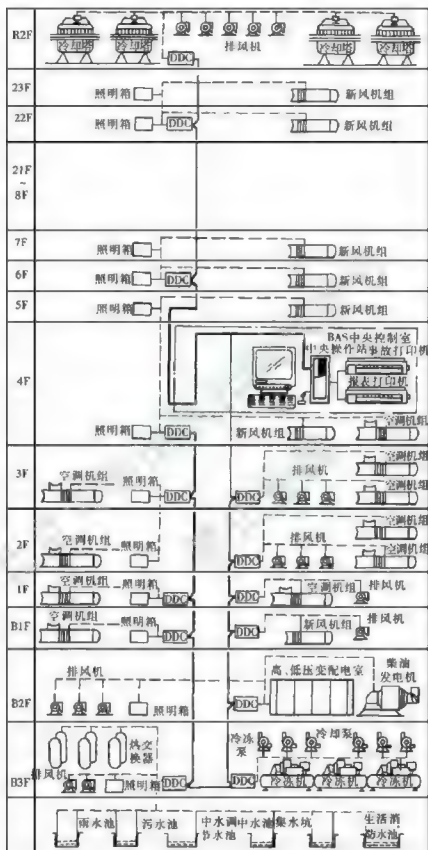 R2F
冷却塔 冷却塔 排风机 冷却塔 冷却塔
DDC
23F 照明箱 新风机组
22F 照明箱 DDC 新风机组
21F
~
8F
7F 照明箱 新风机组
6F 照明箱 DDC 新风机组
5F 照明箱 新风机组
BAS中央控制室
中央操作站 事故打印机
4F
报表打印机
空调机组
照明箱 DDC 新风机组 空调机组
3F 空调机组 照明箱 排风机 空调机组
DDC DDC 空调机组
空调机组
2F 排风机 空调机组
空调机组 照明箱 DDC 空调机组
1F 空调机组 照明箱 DDC DDC 空调机组 排风机
B1F 空调机组 照明箱 DDC DDC 新风机组 排风机
高、低压变配电室 柴油发电机
B2F 排风机 照明箱 DDC
热交换器 冷冻泵 冷却泵
B3F 排风机 照明箱 DDC DDC 冷冻机 冷冻机 冷冻机
雨水池 污水池 中水调节水池 中水池 集水坑 生活消防水池